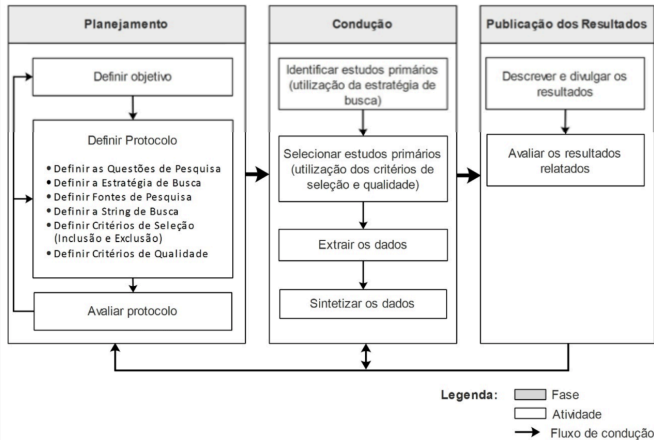 Planejamento
Definir objetivo
Definir Protocolo
• Definir as Questões de Pesquisa
• Definir a Estratégia de Busca
• Definir Fontes de Pesquisa
• Definir a String de Busca
• Definir Critérios de Seleção
(Inclusão e Exclusão)
• Definir Critérios de Qualidade
Avaliar protocolo
Condução
Identificar estudos primários
(utilização da estratégia de
busca)
Selecionar estudos primários
(utilização dos critérios de
seleção e qualidade)
Extrair os dados
Sintetizar os dados
Publicação dos Resultados
Descrever e divulgar os
resultados
Avaliar os resultados
relatados
Legenda:
Fase
Atividade
Fluxo de condução